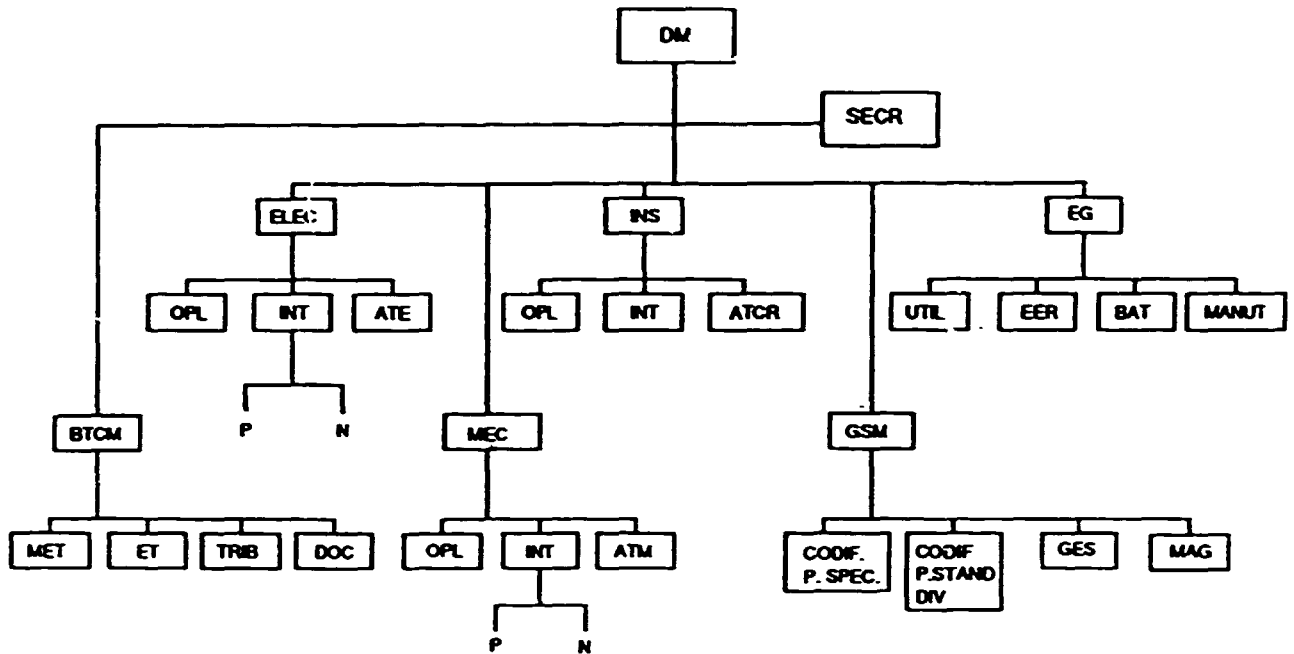 DM
SECR
ELEC
INS
EG
OPL
INT
ATE
OPL
INT
ATCR
UTIL
EER
BAT
MANUT
P
N
BTCM
MEC
GSM
MET
ET
TRIB
DOC
OPL
INT
ATM
CODIF.
P. SPEC.
CODIF
P.STAND
DIV
GES
MAG
P
N